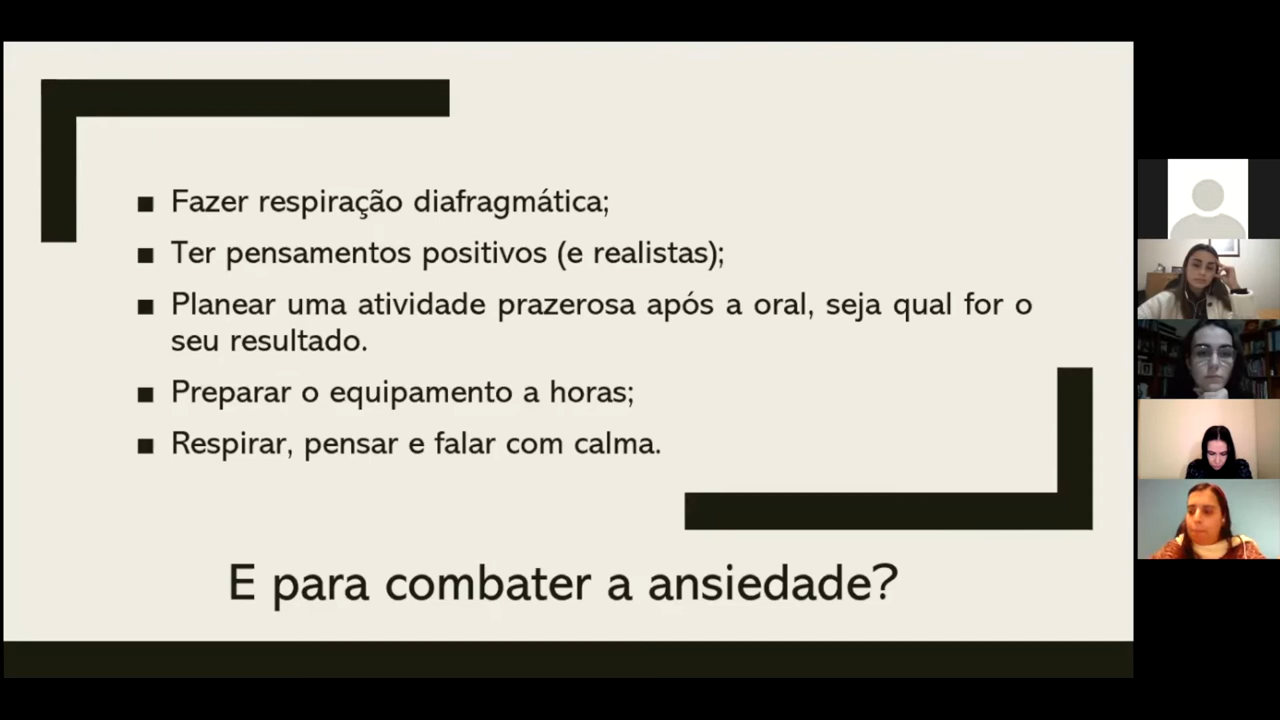 ■ Fazer respiração diafragmática;
■ Ter pensamentos positivos (e realistas);
■ Planear uma atividade prazerosa após a oral, seja qual for o
seu resultado.
■ Preparar o equipamento a horas;
■ Respirar, pensar e falar com calma.
E para combater a ansiedade?